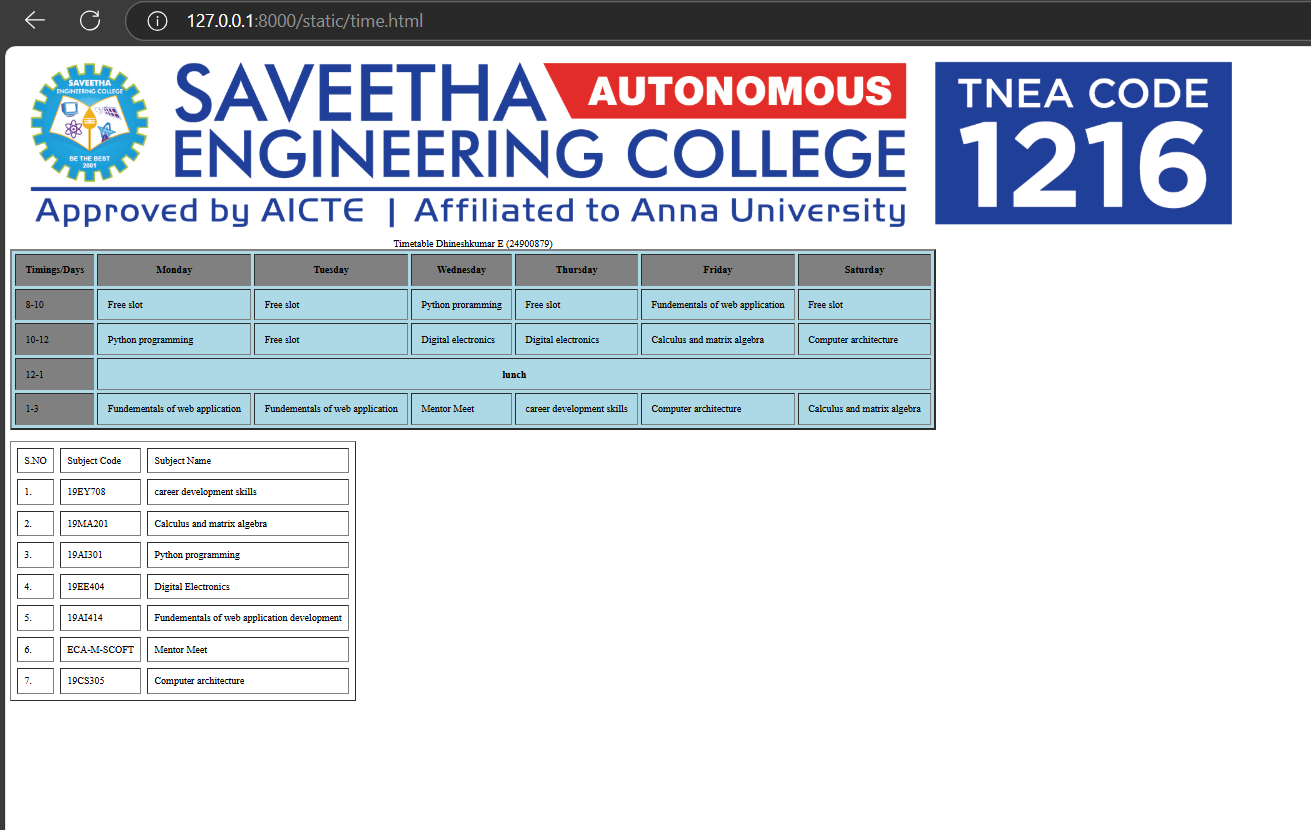 127.0.0.1:8000/static/time.html
SAVEETHA
ENGINEERING COLLEGE
BE THE BEST
2001
SAVEETHA AUTONOMOUS
ENGINEERING COLLEGE
Approved by AICTE | Affiliated to Anna University
TNEA CODE
1216
Timetable Dhineshkumar E (24900879)
Timings/Days Monday Tuesday Wednesday Thursday Friday Saturday
8-10 Free slot Free slot Python proramming Free slot Fundementals of web application Free slot
10-12 Python programming Free slot Digital electronics Digital electronics Calculus and matrix algebra Computer architecture
12-1 lunch
1-3 Fundementals of web application Fundementals of web application Mentor Meet career development skills Computer architecture Calculus and matrix algebra
S.NO Subject Code Subject Name
1. 19EY708 career development skills
2. 19MA201 Calculus and matrix algebra
3. 19AI301 Python programming
4. 19EE404 Digital Electronics
5. 19AI414 Fundementals of web application development
6. ECA-M-SCOFT Mentor Meet
7. 19CS305 Computer architecture